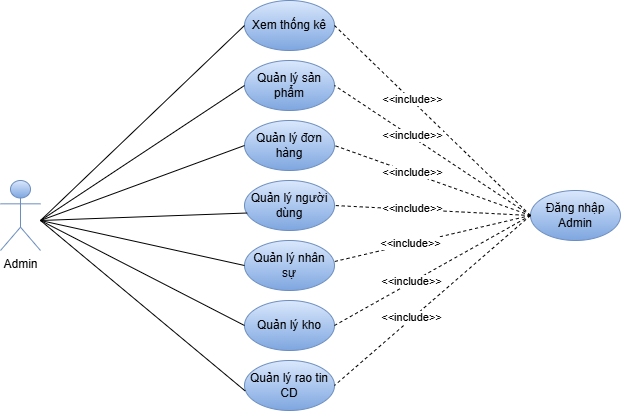 Xem thống kê
Quản lý sản
phẩm
<<include>>
<<include>>
Quản lý đơn
hàng
<<include>>
Quản lý người
dùng
<<include>>
Đăng nhập
Admin
Admin
Quản lý nhân
sự
<<include>>
<<include>>
Quản lý kho
<<include>>
Quản lý rao tin
CD